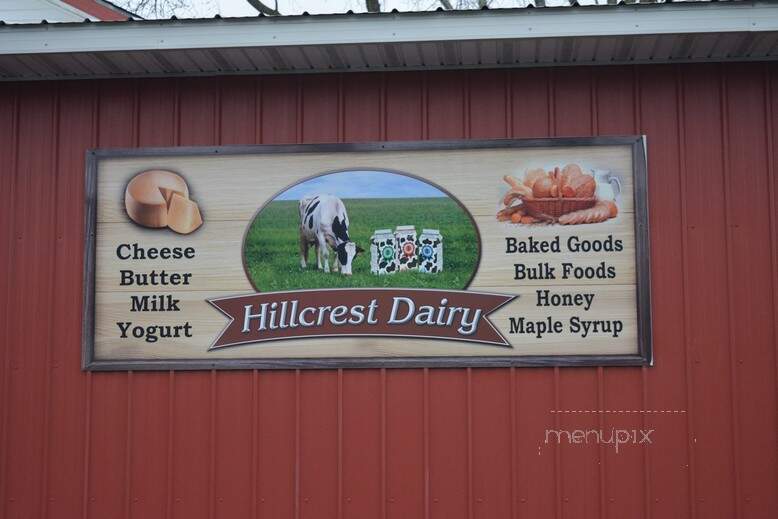 Cheese
Butter
Milk
Yogurt
Hillcrest Dairy
Baked Goods
Bulk Foods
Honey
Maple Syrup
menupix